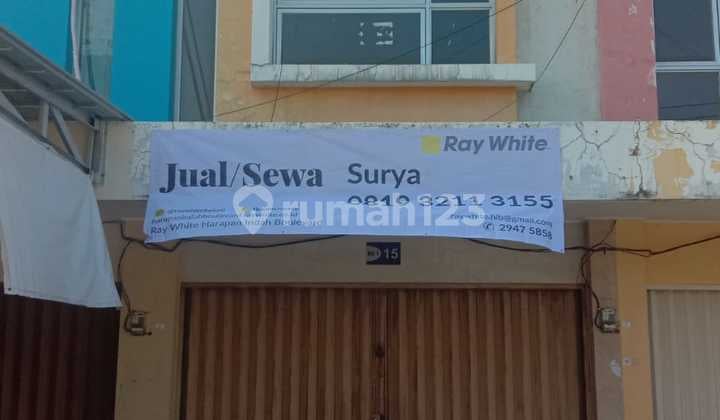 Ray White
Jual/Sewa Surya
0819 3211 3155
rumah123
Ray White Harapan Indah Boulevard
2947 5858
15